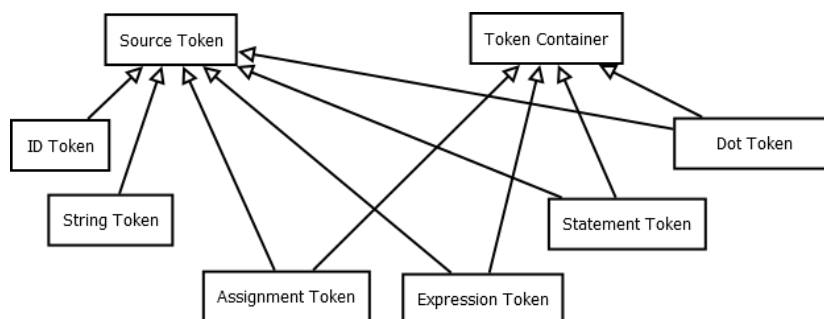 Source Token
Token Container
ID Token
Dot Token
String Token
Statement Token
Assignment Token
Expression Token